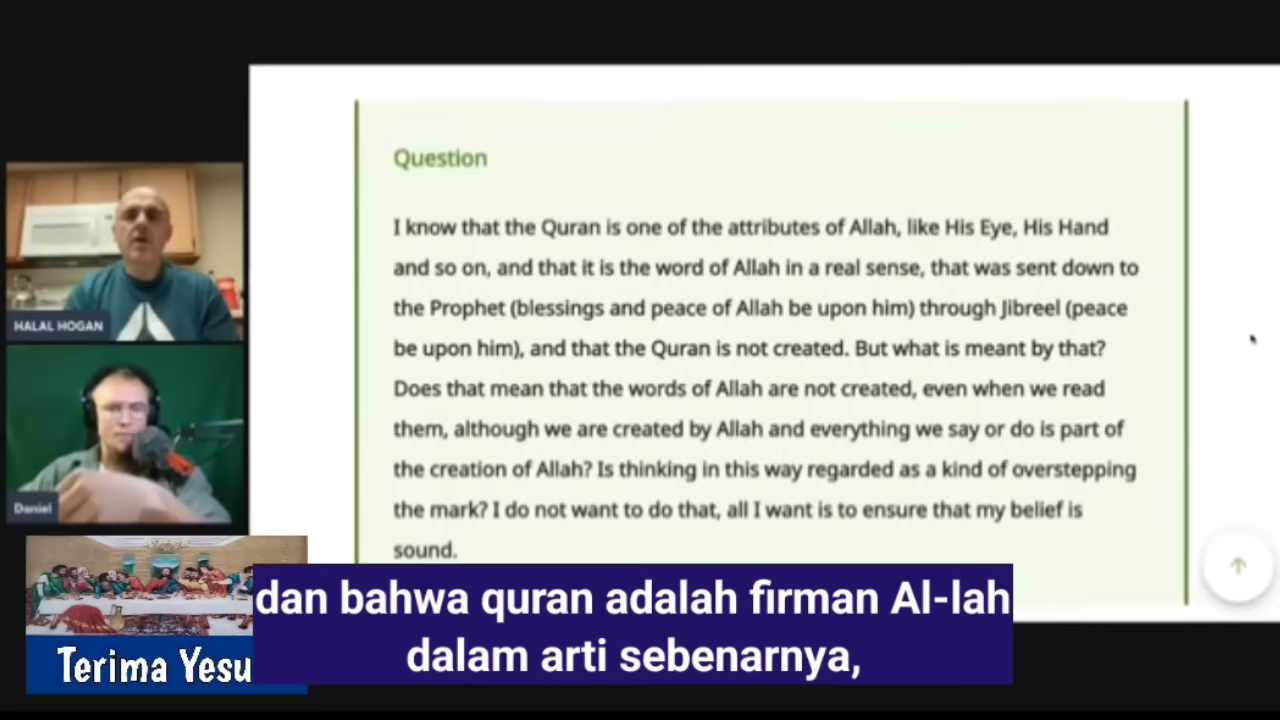 Question
I know that the Quran is one of the attributes of Allah, like His Eye, His Hand
and so on, and that it is the word of Allah in a real sense, that was sent down to
the Prophet (blessings and peace of Allah be upon him) through Jibreel (peace
be upon him), and that the Quran is not created. But what is meant by that?
Does that mean that the words of Allah are not created, even when we read
them, although we are created by Allah and everything we say or do is part of
the creation of Allah? Is thinking in this way regarded as a kind of overstepping
the mark? I do not want to do that, all I want is to ensure that my belief is
sound.
HALAL HOGAN
Daniel
Terima Yesu
dan bahwa quran adalah firman Al-lah
dalam arti sebenarnya,